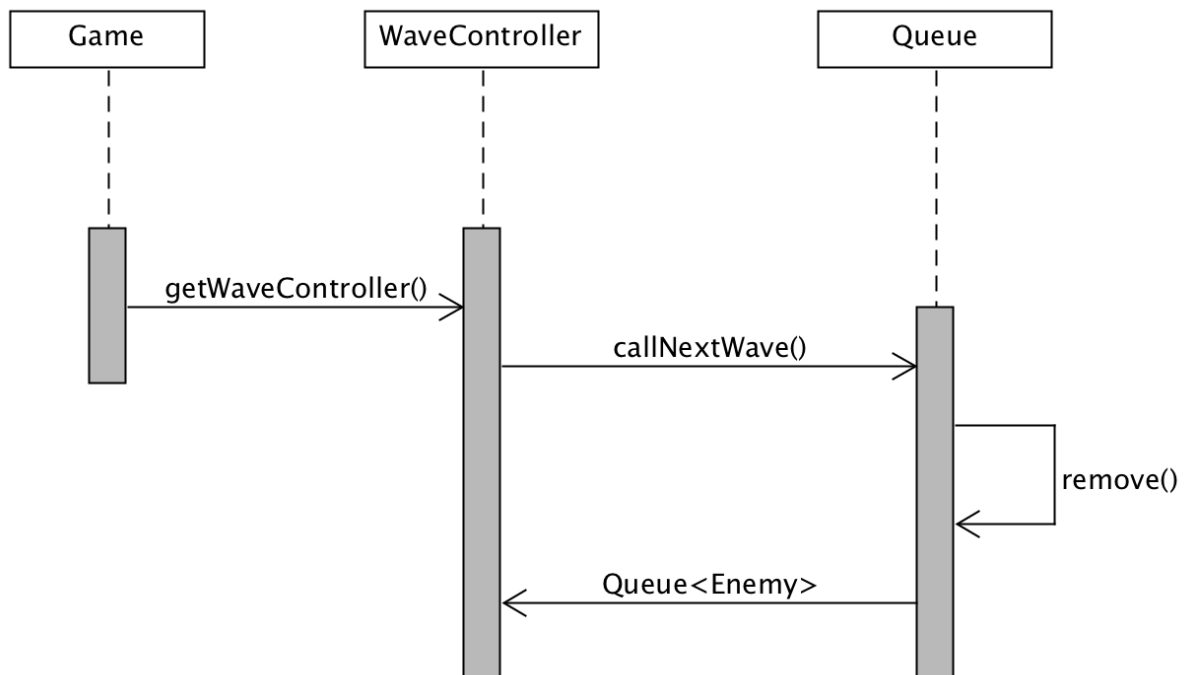 Game
WaveController
Queue
getWaveController()
callNextWave()
remove()
Queue<Enemy>